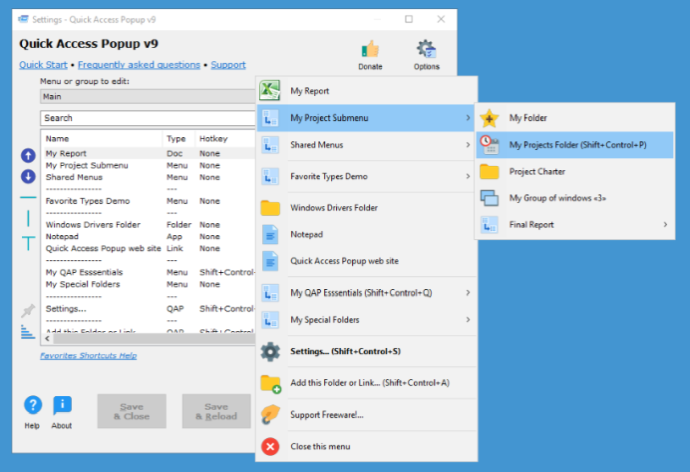 Settings - Quick Access Popup v9
Quick Access Popup v9
Quick Start • Frequently asked questions • Support
Donate
Options
Menu or group to edit:
Main
Search
Name Type Hotkey
My Report Doc None
My Project Submenu Menu None
Shared Menus Menu None
---------------- ---
Favorite Types Demo Menu None
---------------- ---
Windows Drivers Folder Folder None
Notepad App None
Quick Access Popup web site Link None
---------------- ---
My QAP Esssentials Menu Shift+Control-
My Special Folders Menu None
---------------- ---
Settings... QAP Shift+Control-
---------------- ---
Add this Folder or Link QAP Shift+Control-
Favorites Shortcuts Help
Help
About
Save
& Close
Save
& Reload
My Report
My Project Submenu
Shared Menus
Favorite Types Demo
Windows Drivers Folder
Notepad
Quick Access Popup web site
My QAP Esssentials (Shift+Control+Q)
My Special Folders
Settings... (Shift+Control+S)
Add this Folder or Link... (Shift+Control+A)
Support Freeware!...
Close this menu
My Folder
My Projects Folder (Shift+Control+P)
Project Charter
My Group of windows «3»
Final Report